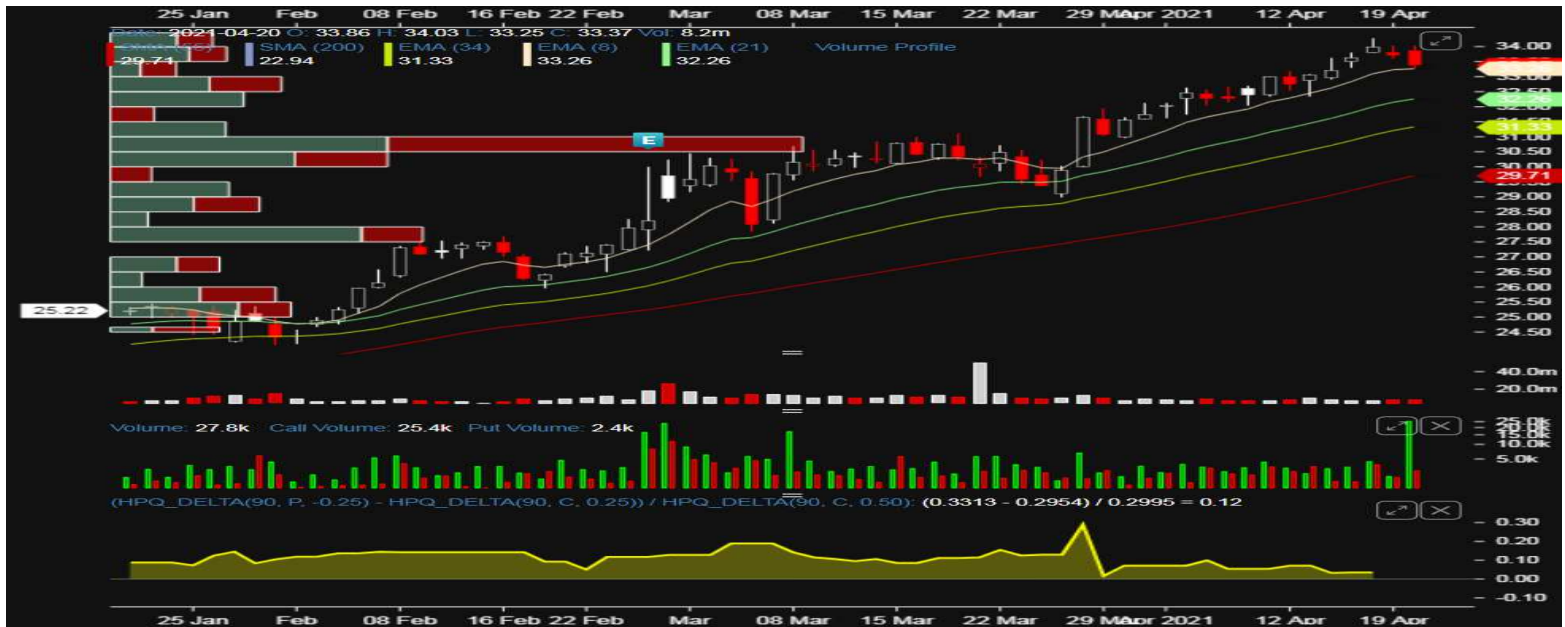 25 Jan Feb 08 Feb 16 Feb 22 Feb Mar 08 Mar 15 Mar 22 Mar 29 Mar Apr 2021 12 Apr 19 Apr
Date: 2021-04-20 O: 33.86 H: 34.03 L: 33.25 C: 33.37 Vol: 8.2m
SMA (200) EMA (34) EMA (8) EMA (21) Volume Profile
29.71 22.94 31.33 33.26 32.26
34.00
33.00
32.50
32.26
32.00
31.50
31.33
31.00
E
30.50
30.00
29.71
29.50
29.00
28.50
28.00
27.50
27.00
26.50
26.00
25.50
25.22
25.00
24.50
40.0m
20.0m
Volume: 27.8k Call Volume: 25.4k Put Volume: 2.4k
25.0k
20.0k
15.0k
10.0k
5.0k
(HPQ_DELTA(90, P, -0.25) - HPQ_DELTA(90, C, 0.25)) / HPQ_DELTA(90, C, 0.50): (0.3313 - 0.2954) / 0.2995 = 0.12
0.30
0.20
0.10
0.00
-0.10
25 Jan Feb 08 Feb 16 Feb 22 Feb Mar 08 Mar 15 Mar 22 Mar 29 Mar Apr 2021 12 Apr 19 Apr